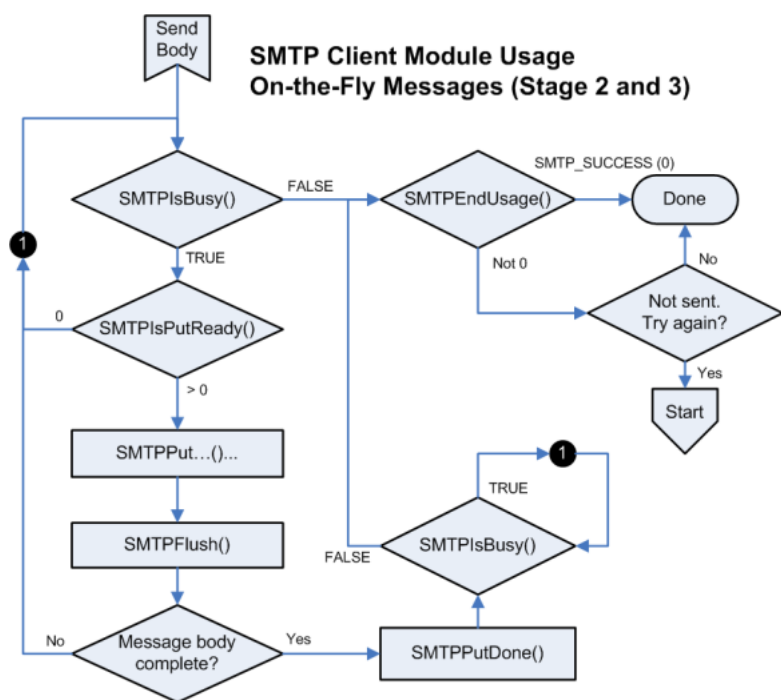 Send
Body
SMTP Client Module Usage
On-the-Fly Messages (Stage 2 and 3)
SMTPIsBusy()
FALSE
SMTPEndUsage()
SMTP_SUCCESS (0)
Done
1
TRUE
Not 0
No
0
SMTPIsPutReady()
Not sent.
Try again?
> 0
Yes
Start
SMTPPut…()...
1
TRUE
SMTPFlush()
FALSE
SMTPIsBusy()
No
Message body
complete?
Yes
SMTPPutDone()